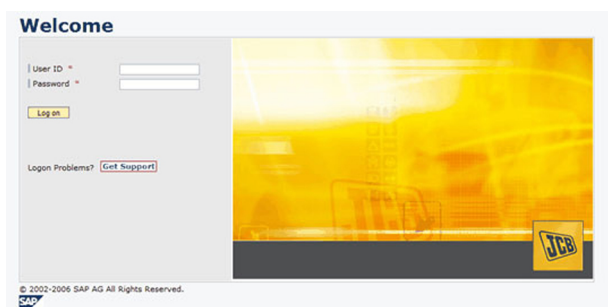 Welcome
User ID *
Password *
Log on
Logon Problems? Get Support
JCB
JCB
© 2002-2006 SAP AG All Rights Reserved.
SAP